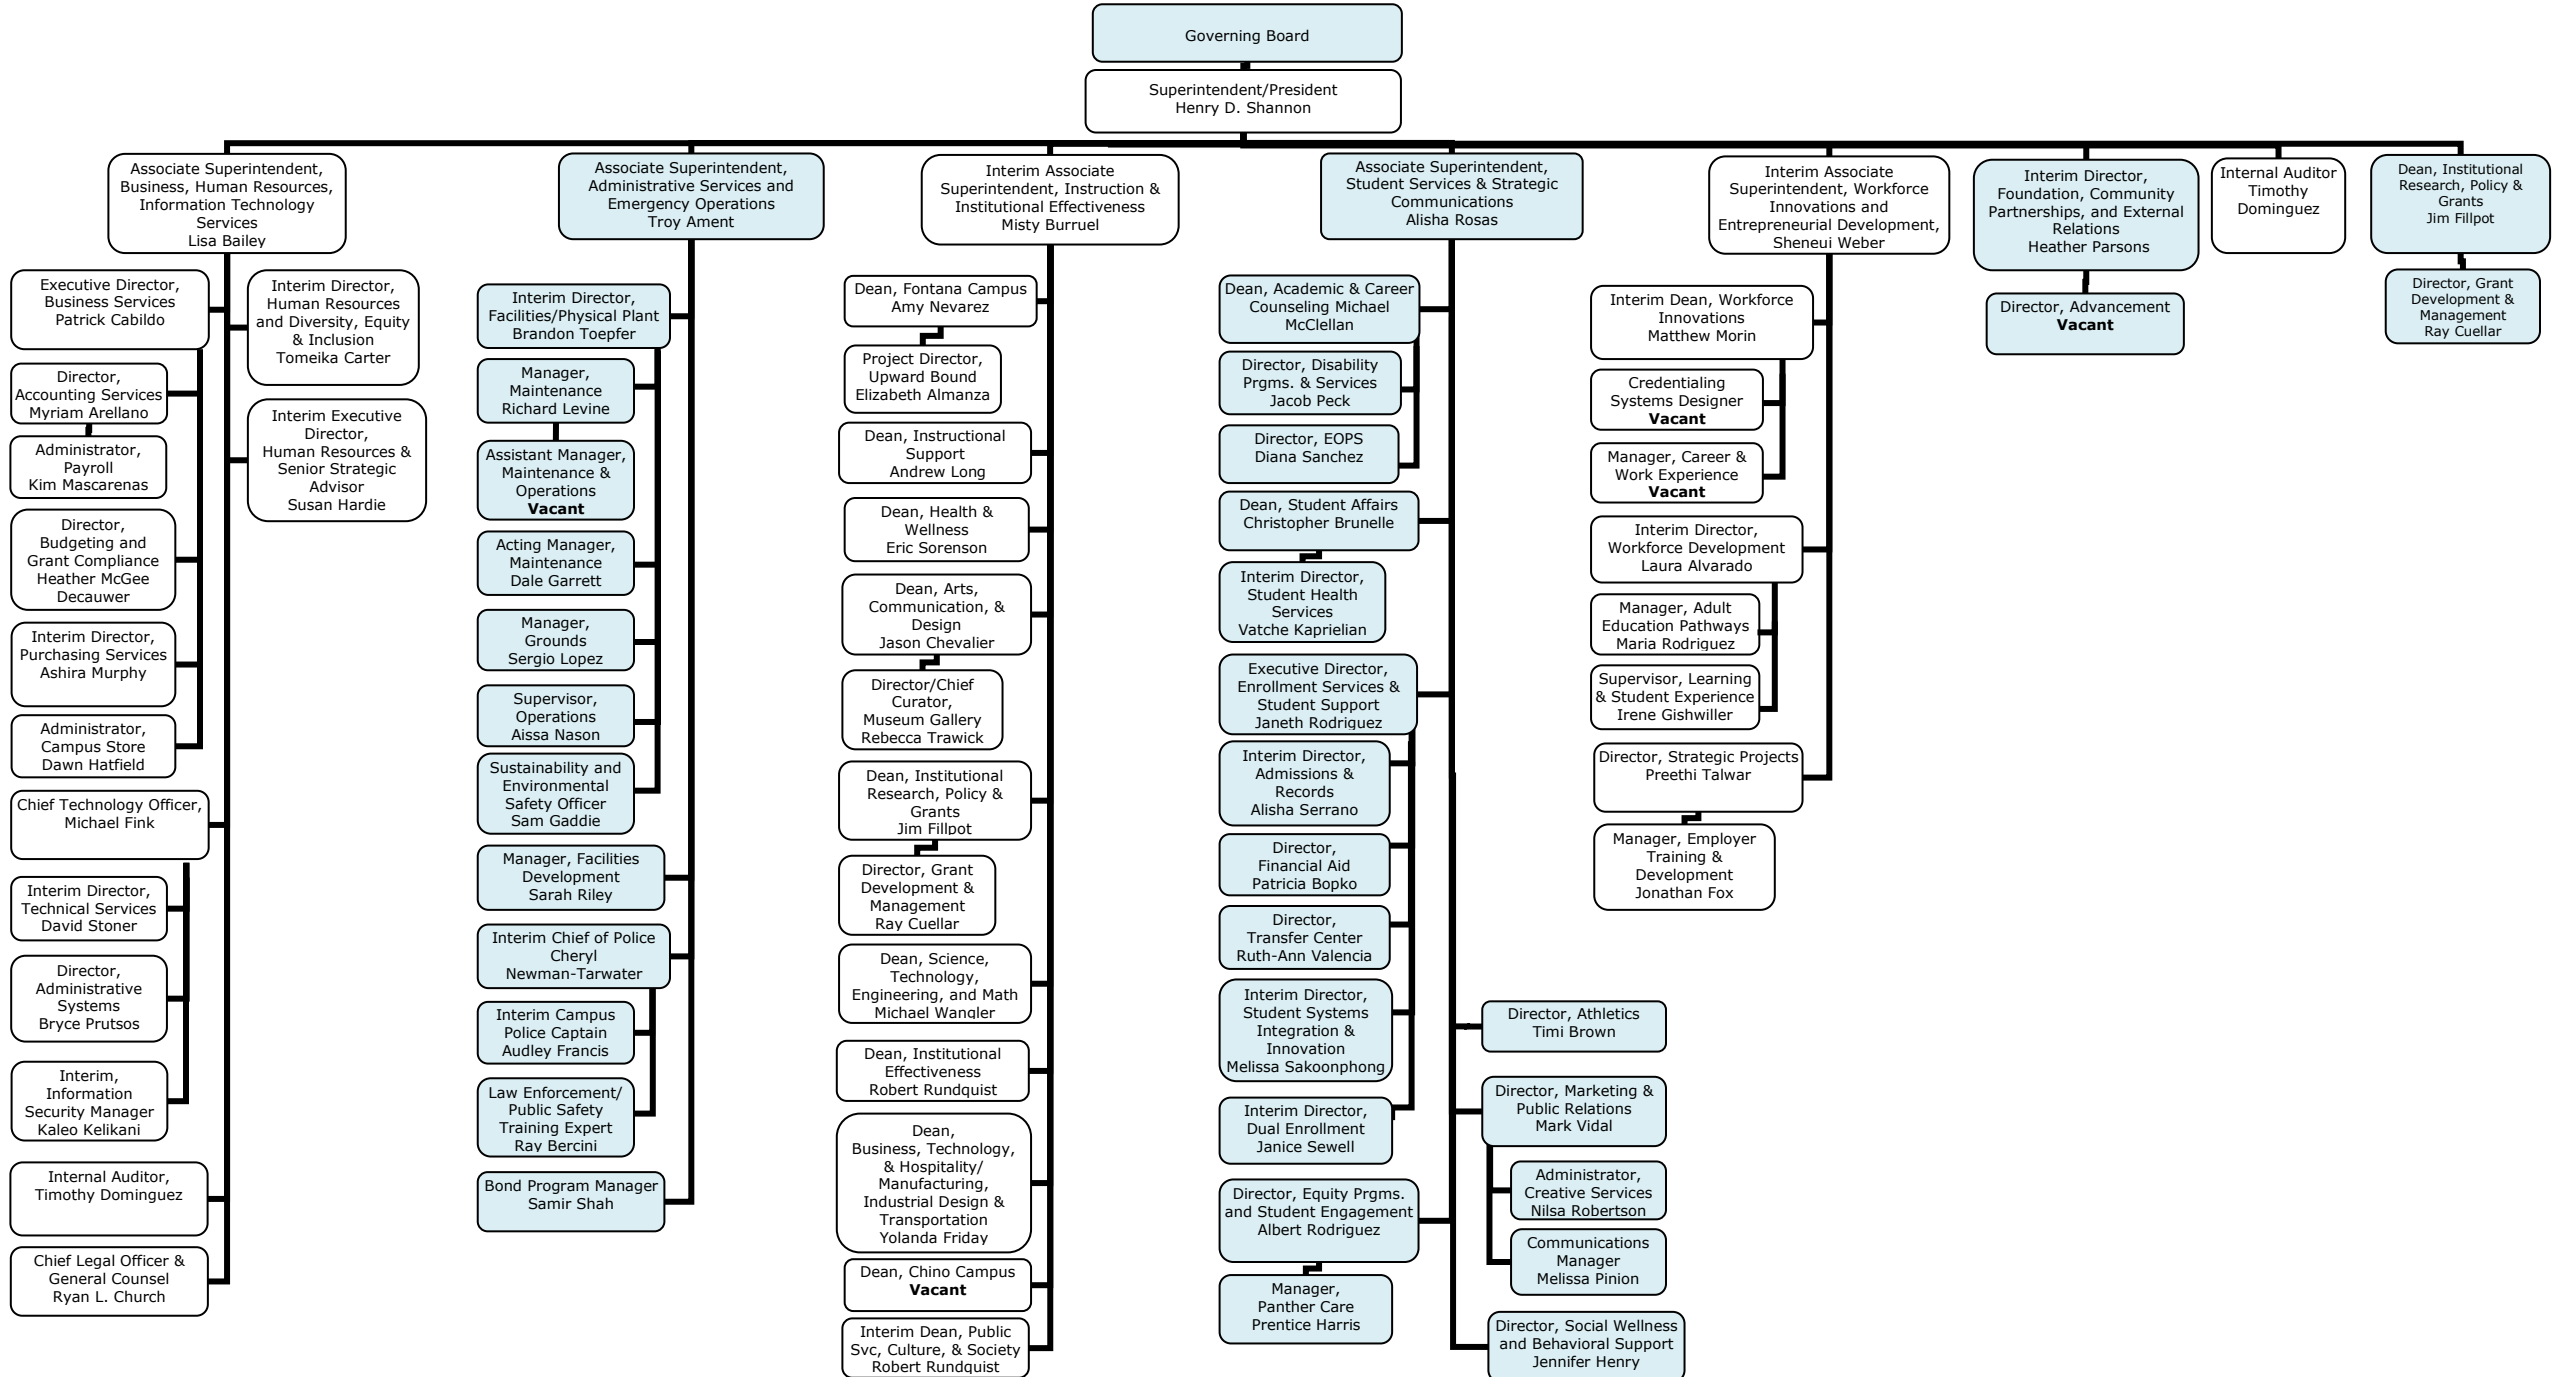 Governing Board
Superintendent/President
Henry D. Shannon
Associate Superintendent,
Business, Human Resources,
Information Technology
Services
Lisa Bailey
Executive Director,
Business Services
Patrick Cabildo
Director,
Accounting Services
Myriam Arellano
Administrator,
Payroll
Kim Mascarenas
Director,
Budgeting and
Grant Compliance
Heather McGee
Decauwer
Interim Director,
Purchasing Services
Ashira Murphy
Administrator,
Campus Store
Dawn Hatfield
Chief Technology Officer,
Michael Fink
Interim Director,
Technical Services
David Stoner
Director,
Administrative
Systems
Bryce Prutsos
Interim,
Information
Security Manager
Kaleo Kelikani
Internal Auditor,
Timothy Dominguez
Chief Legal Officer &
General Counsel
Ryan L. Church
Interim Director,
Human Resources
and Diversity, Equity
& Inclusion
Tomeika Carter
Interim Executive
Director,
Human Resources &
Senior Strategic
Advisor
Susan Hardie
Associate Superintendent,
Administrative Services and
Emergency Operations
Troy Ament
Interim Director,
Facilities/Physical Plant
Brandon Toepfer
Manager,
Maintenance
Richard Levine
Assistant Manager,
Maintenance &
Operations
Vacant
Acting Manager,
Maintenance
Dale Garrett
Manager,
Grounds
Sergio Lopez
Supervisor,
Operations
Aissa Nason
Sustainability and
Environmental
Safety Officer
Sam Gaddie
Manager, Facilities
Development
Sarah Riley
Interim Chief of Police
Cheryl
Newman-Tarwater
Interim Campus
Police Captain
Audley Francis
Law Enforcement/
Public Safety
Training Expert
Ray Bercini
Bond Program Manager
Samir Shah
Interim Associate
Superintendent, Instruction &
Institutional Effectiveness
Misty Burruel
Dean, Fontana Campus
Amy Nevarez
Project Director,
Upward Bound
Elizabeth Almanza
Dean, Instructional
Support
Andrew Long
Dean, Health &
Wellness
Eric Sorenson
Dean, Arts,
Communication, &
Design
Jason Chevalier
Director/Chief
Curator,
Museum Gallery
Rebecca Trawick
Dean, Institutional
Research, Policy &
Grants
Jim Fillpot
Director, Grant
Development &
Management
Ray Cuellar
Dean, Science,
Technology,
Engineering, and Math
Michael Wangler
Dean, Institutional
Effectiveness
Robert Rundquist
Dean,
Business, Technology,
& Hospitality/
Manufacturing,
Industrial Design &
Transportation
Yolanda Friday
Dean, Chino Campus
Vacant
Interim Dean, Public
Svc, Culture, & Society
Robert Rundquist
Associate Superintendent,
Student Services & Strategic
Communications
Alisha Rosas
Dean, Academic & Career
Counseling Michael
McClellan
Director, Disability
Prgms. & Services
Jacob Peck
Director, EOPS
Diana Sanchez
Dean, Student Affairs
Christopher Brunelle
Interim Director,
Student Health
Services
Vatche Kaprielian
Executive Director,
Enrollment Services &
Student Support
Janeth Rodriguez
Interim Director,
Admissions &
Records
Alisha Serrano
Director,
Financial Aid
Patricia Bopko
Director,
Transfer Center
Ruth-Ann Valencia
Interim Director,
Student Systems
Integration &
Innovation
Melissa Sakoonphong
Interim Director,
Dual Enrollment
Janice Sewell
Director, Equity Prgms.
and Student Engagement
Albert Rodriguez
Manager,
Panther Care
Prentice Harris
Director, Athletics
Timi Brown
Director, Marketing &
Public Relations
Mark Vidal
Administrator,
Creative Services
Nilsa Robertson
Communications
Manager
Melissa Pinion
Director, Social Wellness
and Behavioral Support
Jennifer Henry
Interim Associate
Superintendent, Workforce
Innovations and
Entrepreneurial Development,
Sheneui Weber
Interim Dean, Workforce
Innovations
Matthew Morin
Credentialing
Systems Designer
Vacant
Manager, Career &
Work Experience
Vacant
Interim Director,
Workforce Development
Laura Alvarado
Manager, Adult
Education Pathways
Maria Rodriguez
Supervisor, Learning
& Student Experience
Irene Gishwiller
Director, Strategic Projects
Preethi Talwar
Manager, Employer
Training &
Development
Jonathan Fox
Interim Director,
Foundation, Community
Partnerships, and External
Relations
Heather Parsons
Director, Advancement
Vacant
Internal Auditor
Timothy
Dominguez
Dean, Institutional
Research, Policy &
Grants
Jim Fillpot
Director, Grant
Development &
Management
Ray Cuellar